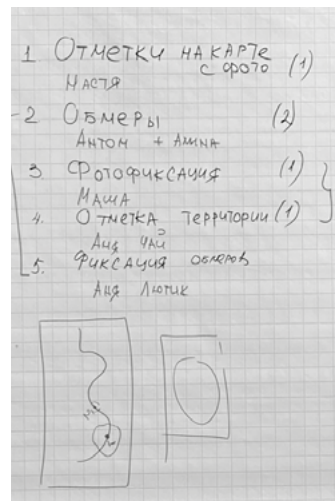 1 Отметки на карте
с фото (1)
Настя
2 Обмеры (2)
Антон + Амина
3. Фотофиксация (1)
Маша
4. Отметка территории (1)
Аня Чай
5. Фиксация обмеров
Аня Лютик